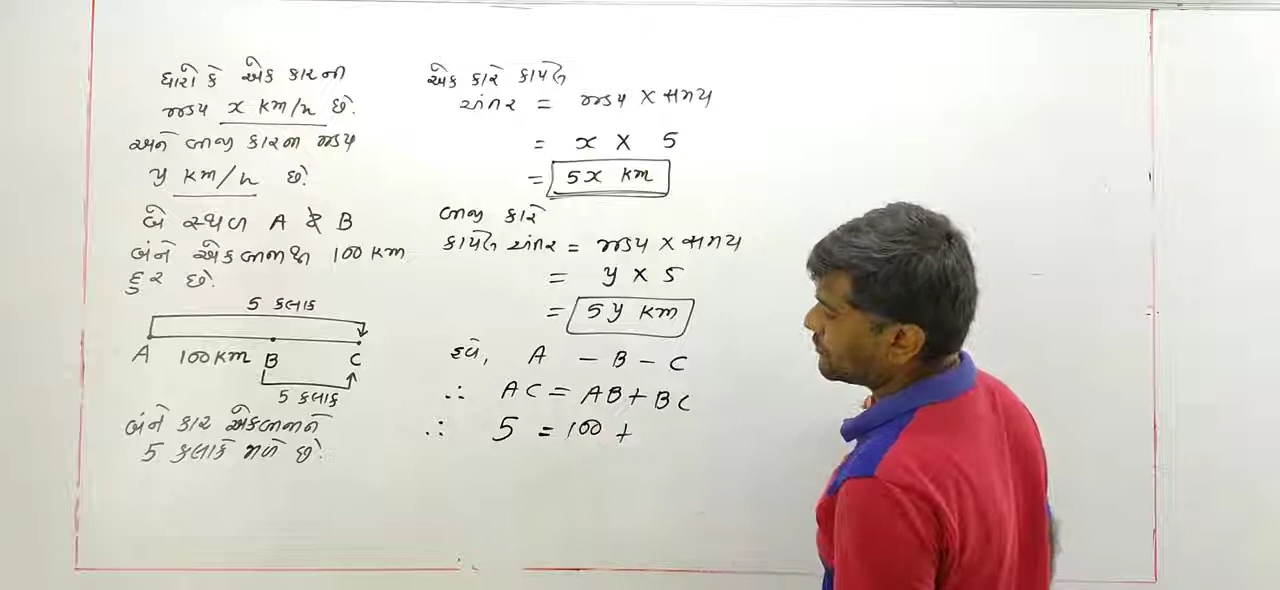 ધારો કે એક કારની
ઝડપ x km/h છે.
અને બીજી કારની ઝડપ
y km/h છે.
બે સ્થળ A & B
બંને એકબીજાથી 100 km
દુર છે.
5 કલાક
A 100 km B C
5 કલાક
બંને કાર એકબીજાને
5 કલાકે મળે છે.
એક કારે કાપેલ
અંતર = ઝડપ × સમય
= x × 5
= 5x km
બીજી કારે
કાપેલ અંતર = ઝડપ × સમય
= y × 5
= 5y km
હવે, A - B - C
∴ AC = AB + BC
∴ 5 = 100 +